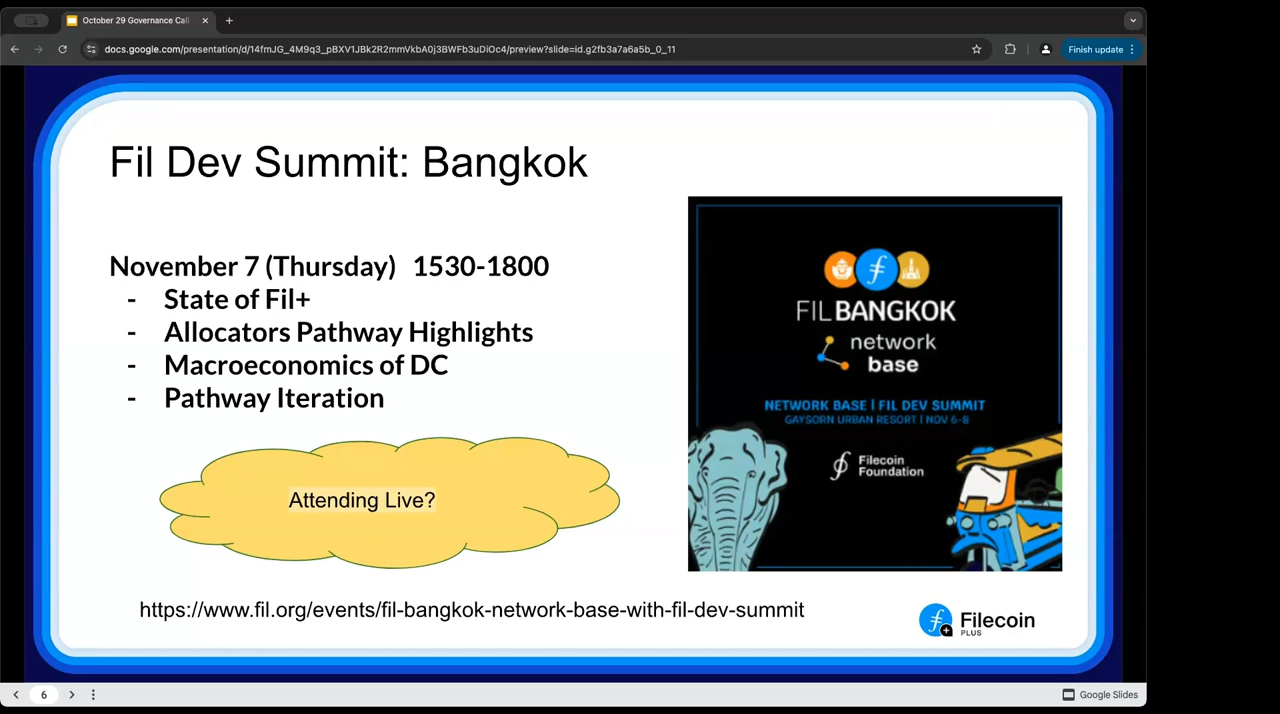 October 29 Governance Call
docs.google.com/presentation/d/14fmJG_4M9q3_pBXV1JBk2R2mmVkbA0j3BWFb3uDiOc4/preview?slide=id.g2fb3a7a6a5b_0_11
Finish update
Fil Dev Summit: Bangkok
November 7 (Thursday) 1530-1800
- State of Fil+
- Allocators Pathway Highlights
- Macroeconomics of DC
- Pathway Iteration
Attending Live?
FIL BANGKOK
network
base
NETWORK BASE | FIL DEV SUMMIT
GAYSORN URBAN RESORT | NOV 6-8
Filecoin
Foundation
https://www.fil.org/events/fil-bangkok-network-base-with-fil-dev-summit
Filecoin
PLUS
6
Google Slides